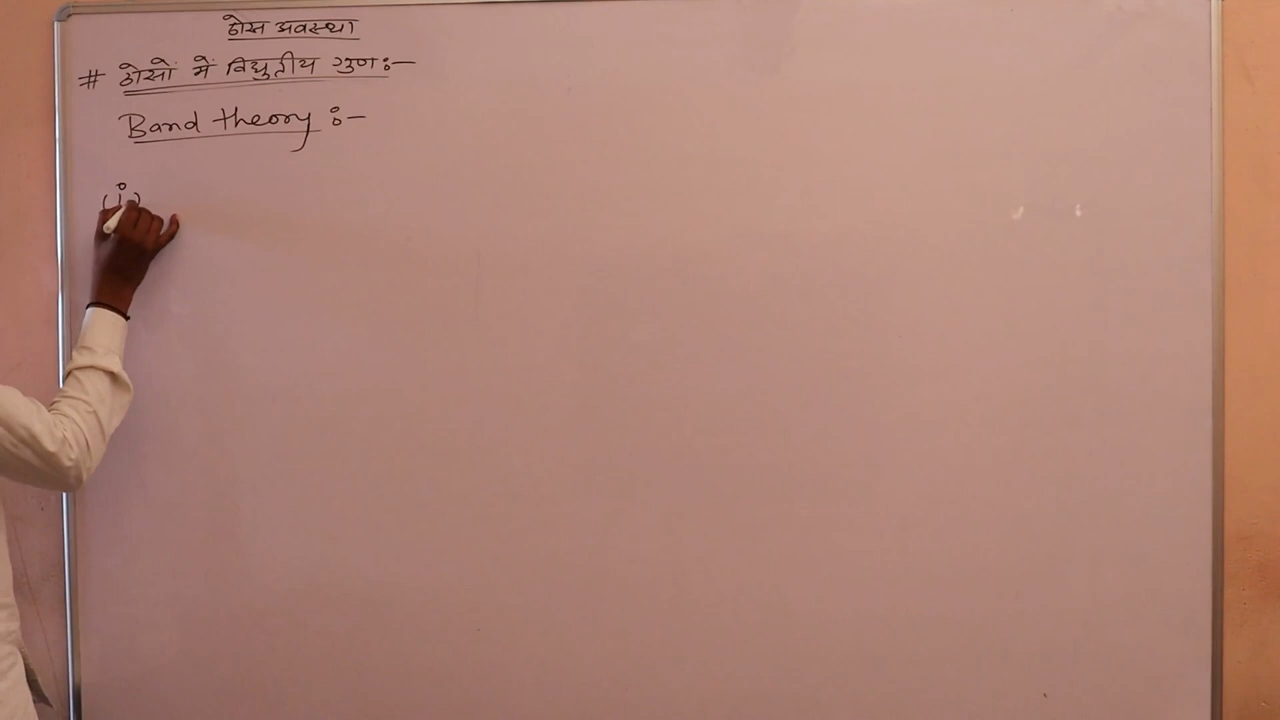 ठोस अवस्था
# ठोसों में विद्युतीय गुण :-
Band theory :-
(i)